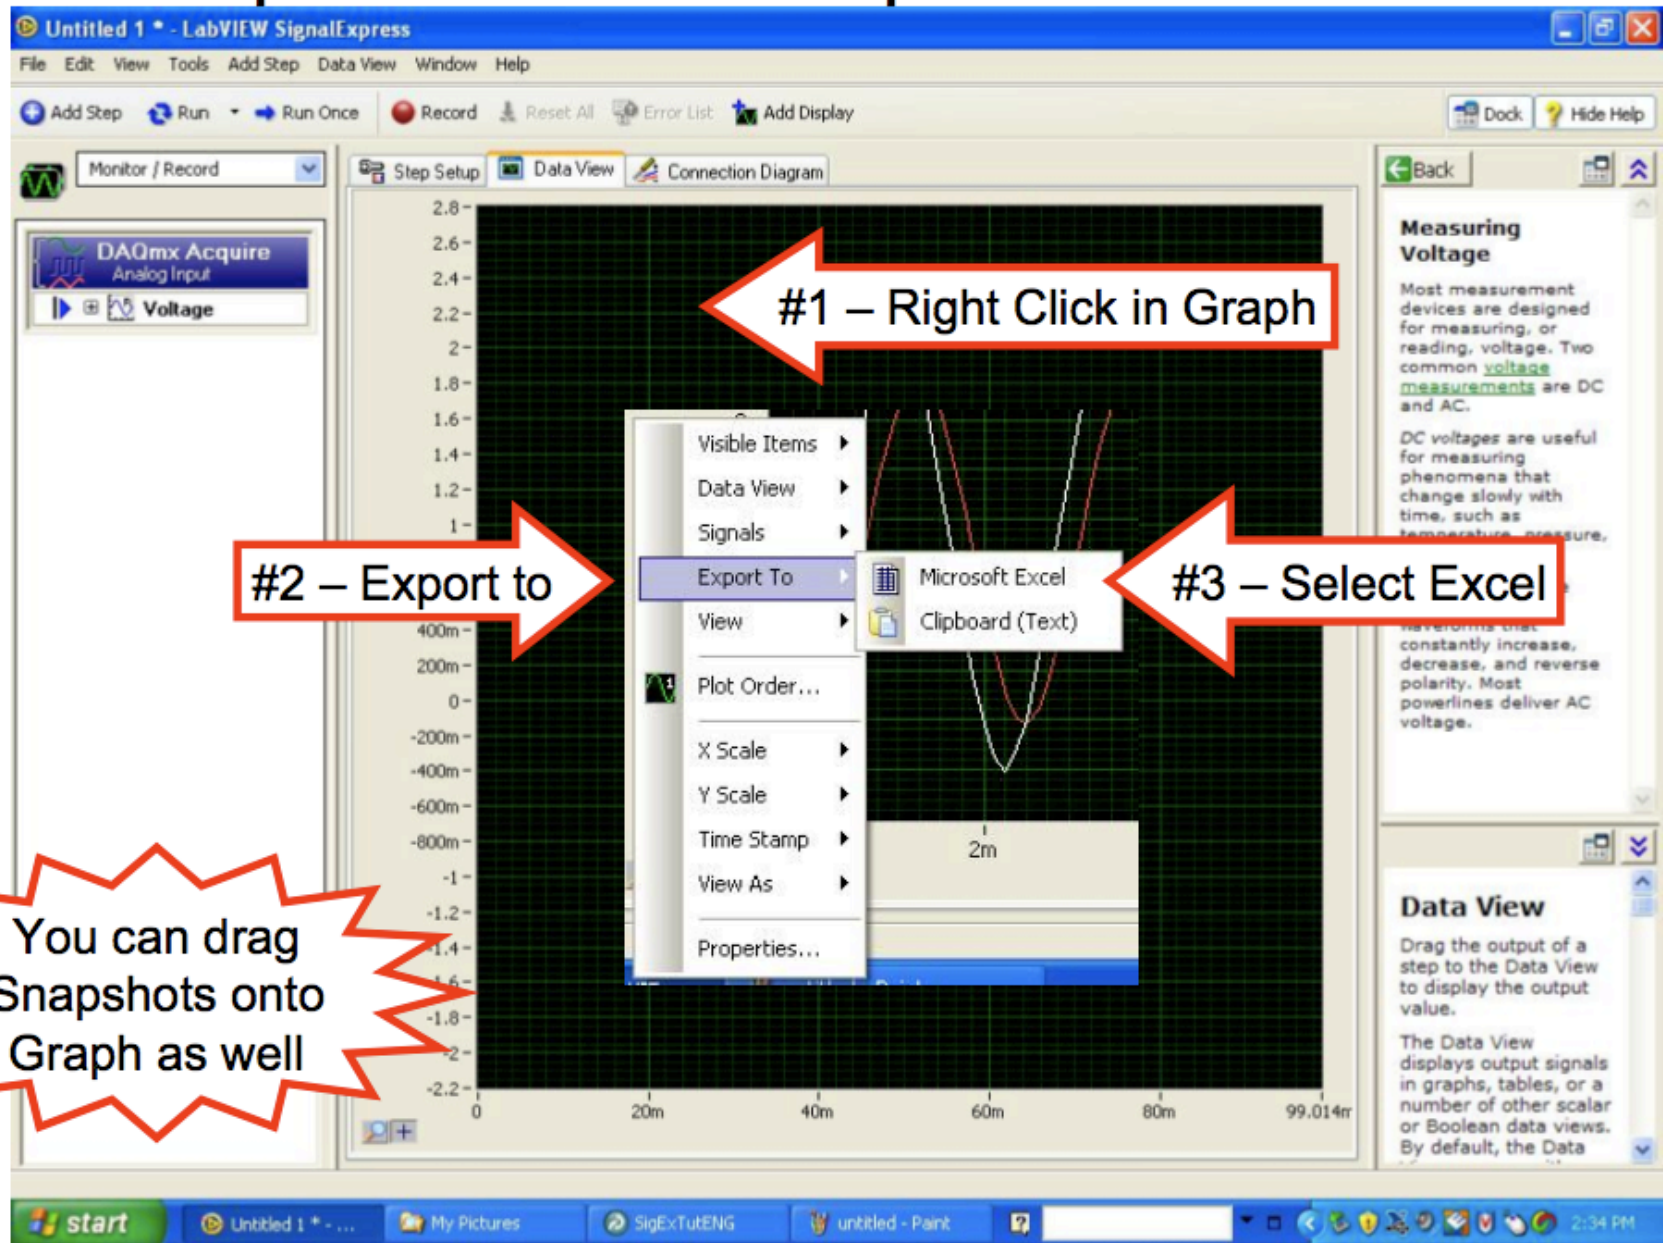 Untitled 1 * - LabVIEW SignalExpress
File Edit View Tools Add Step Data View Window Help
Add Step Run Run Once Record Reset All Error List Add Display Dock Hide Help
Monitor / Record
Step Setup Data View Connection Diagram
Back
DAQmx Acquire
Analog Input
Voltage
2.8
2.6
2.4
2.2
2
1.8
1.6
1.4
1.2
1
400m
200m
0
-200m
-400m
-600m
-800m
-1
-1.2
-1.8
-2
-2.2
0 20m 40m 60m 80m 99.014m
#1 – Right Click in Graph
#2 – Export to
#3 – Select Excel
Visible Items
Data View
Signals
Export To
View
Plot Order...
X Scale
Y Scale
Time Stamp
View As
Properties...
Microsoft Excel
Clipboard (Text)
2m
You can drag
Snapshots onto
Graph as well
Measuring
Voltage
Most measurement
devices are designed
for measuring, or
reading, voltage. Two
common voltage
measurements are DC
and AC.
DC voltages are useful
for measuring
phenomena that
change slowly with
time, such as
temperature, pressure,
waveforms that
constantly increase,
decrease, and reverse
polarity. Most
powerlines deliver AC
voltage.
Data View
Drag the output of a
step to the Data View
to display the output
value.
The Data View
displays output signals
in graphs, tables, or a
number of other scalar
or Boolean data views.
By default, the Data
start Untitled 1 * - ... My Pictures SigExTutENG untitled - Paint 2:34 PM